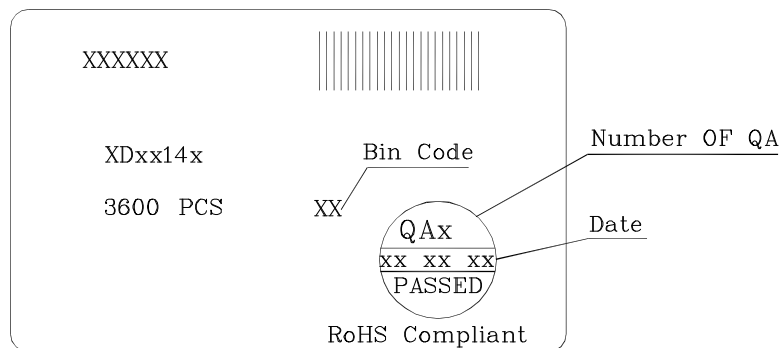 XXXXXX
XDxx14x
Bin Code
Number OF QA
3600 PCS
XX
QAx
Date
xx xx xx
PASSED
RoHS Compliant